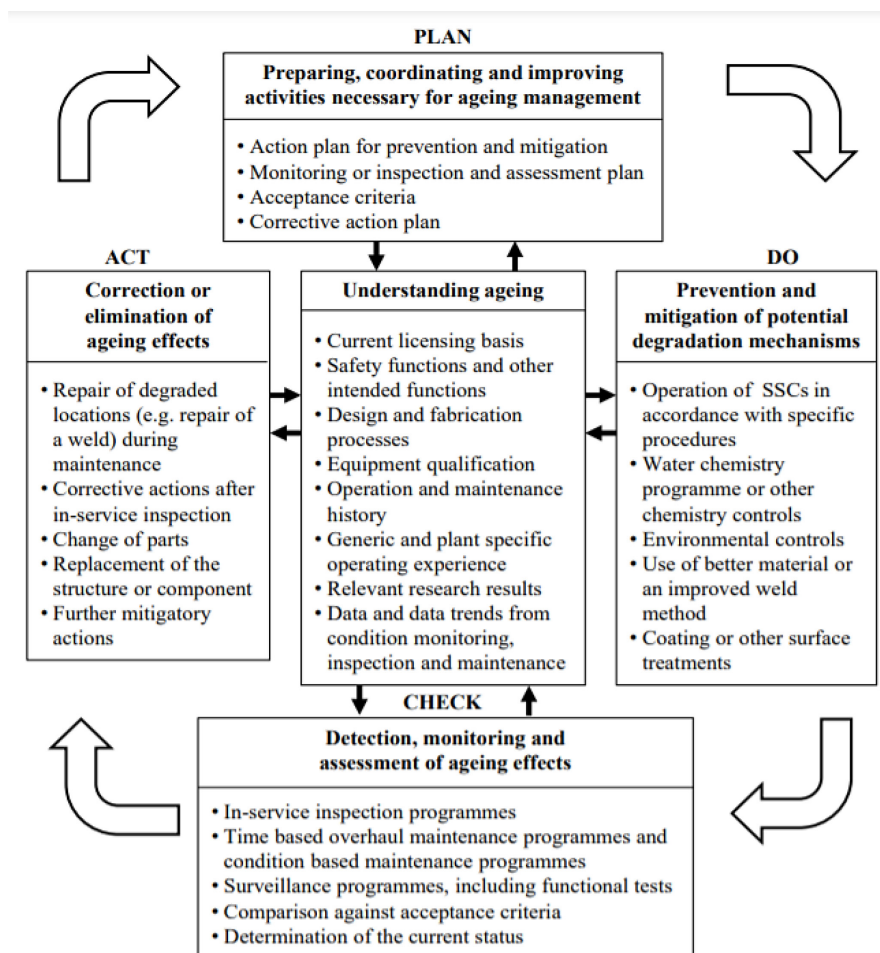 PLAN
Preparing, coordinating and improving
activities necessary for ageing management
• Action plan for prevention and mitigation
• Monitoring or inspection and assessment plan
• Acceptance criteria
• Corrective action plan
ACT
Correction or
elimination of
ageing effects
• Repair of degraded
locations (e.g. repair of
a weld) during
maintenance
• Corrective actions after
in-service inspection
• Change of parts
• Replacement of the
structure or component
• Further mitigatory
actions
Understanding ageing
• Current licensing basis
• Safety functions and other
intended functions
• Design and fabrication
processes
• Equipment qualification
• Operation and maintenance
history
• Generic and plant specific
operating experience
• Relevant research results
• Data and data trends from
condition monitoring,
inspection and maintenance
DO
Prevention and
mitigation of potential
degradation mechanisms
• Operation of SSCs in
accordance with specific
procedures
• Water chemistry
programme or other
chemistry controls
• Environmental controls
• Use of better material or
an improved weld
method
• Coating or other surface
treatments
CHECK
Detection, monitoring and
assessment of ageing effects
• In-service inspection programmes
• Time based overhaul maintenance programmes and
condition based maintenance programmes
• Surveillance programmes, including functional tests
• Comparison against acceptance criteria
• Determination of the current status